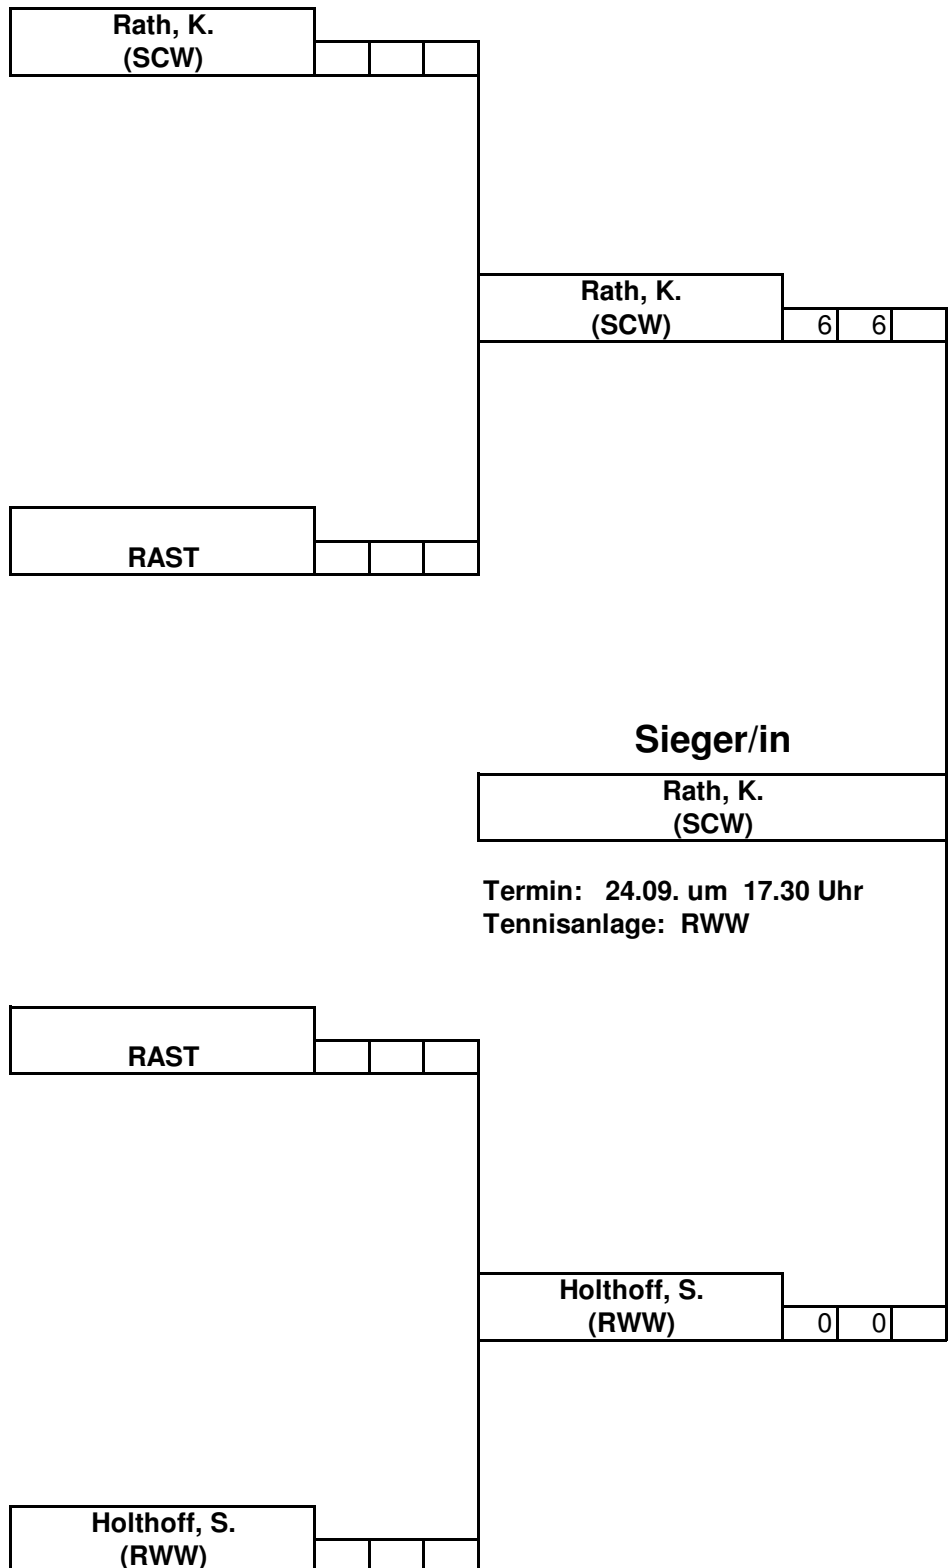 Rath, K.
(SCW)
Rath, K.
(SCW) 6 6
RAST
Sieger/in
Rath, K.
(SCW)
Termin: 24.09. um 17.30 Uhr
Tennisanlage: RWW
RAST
Holthoff, S.
(RWW) 0 0
Holthoff, S.
(RWW)